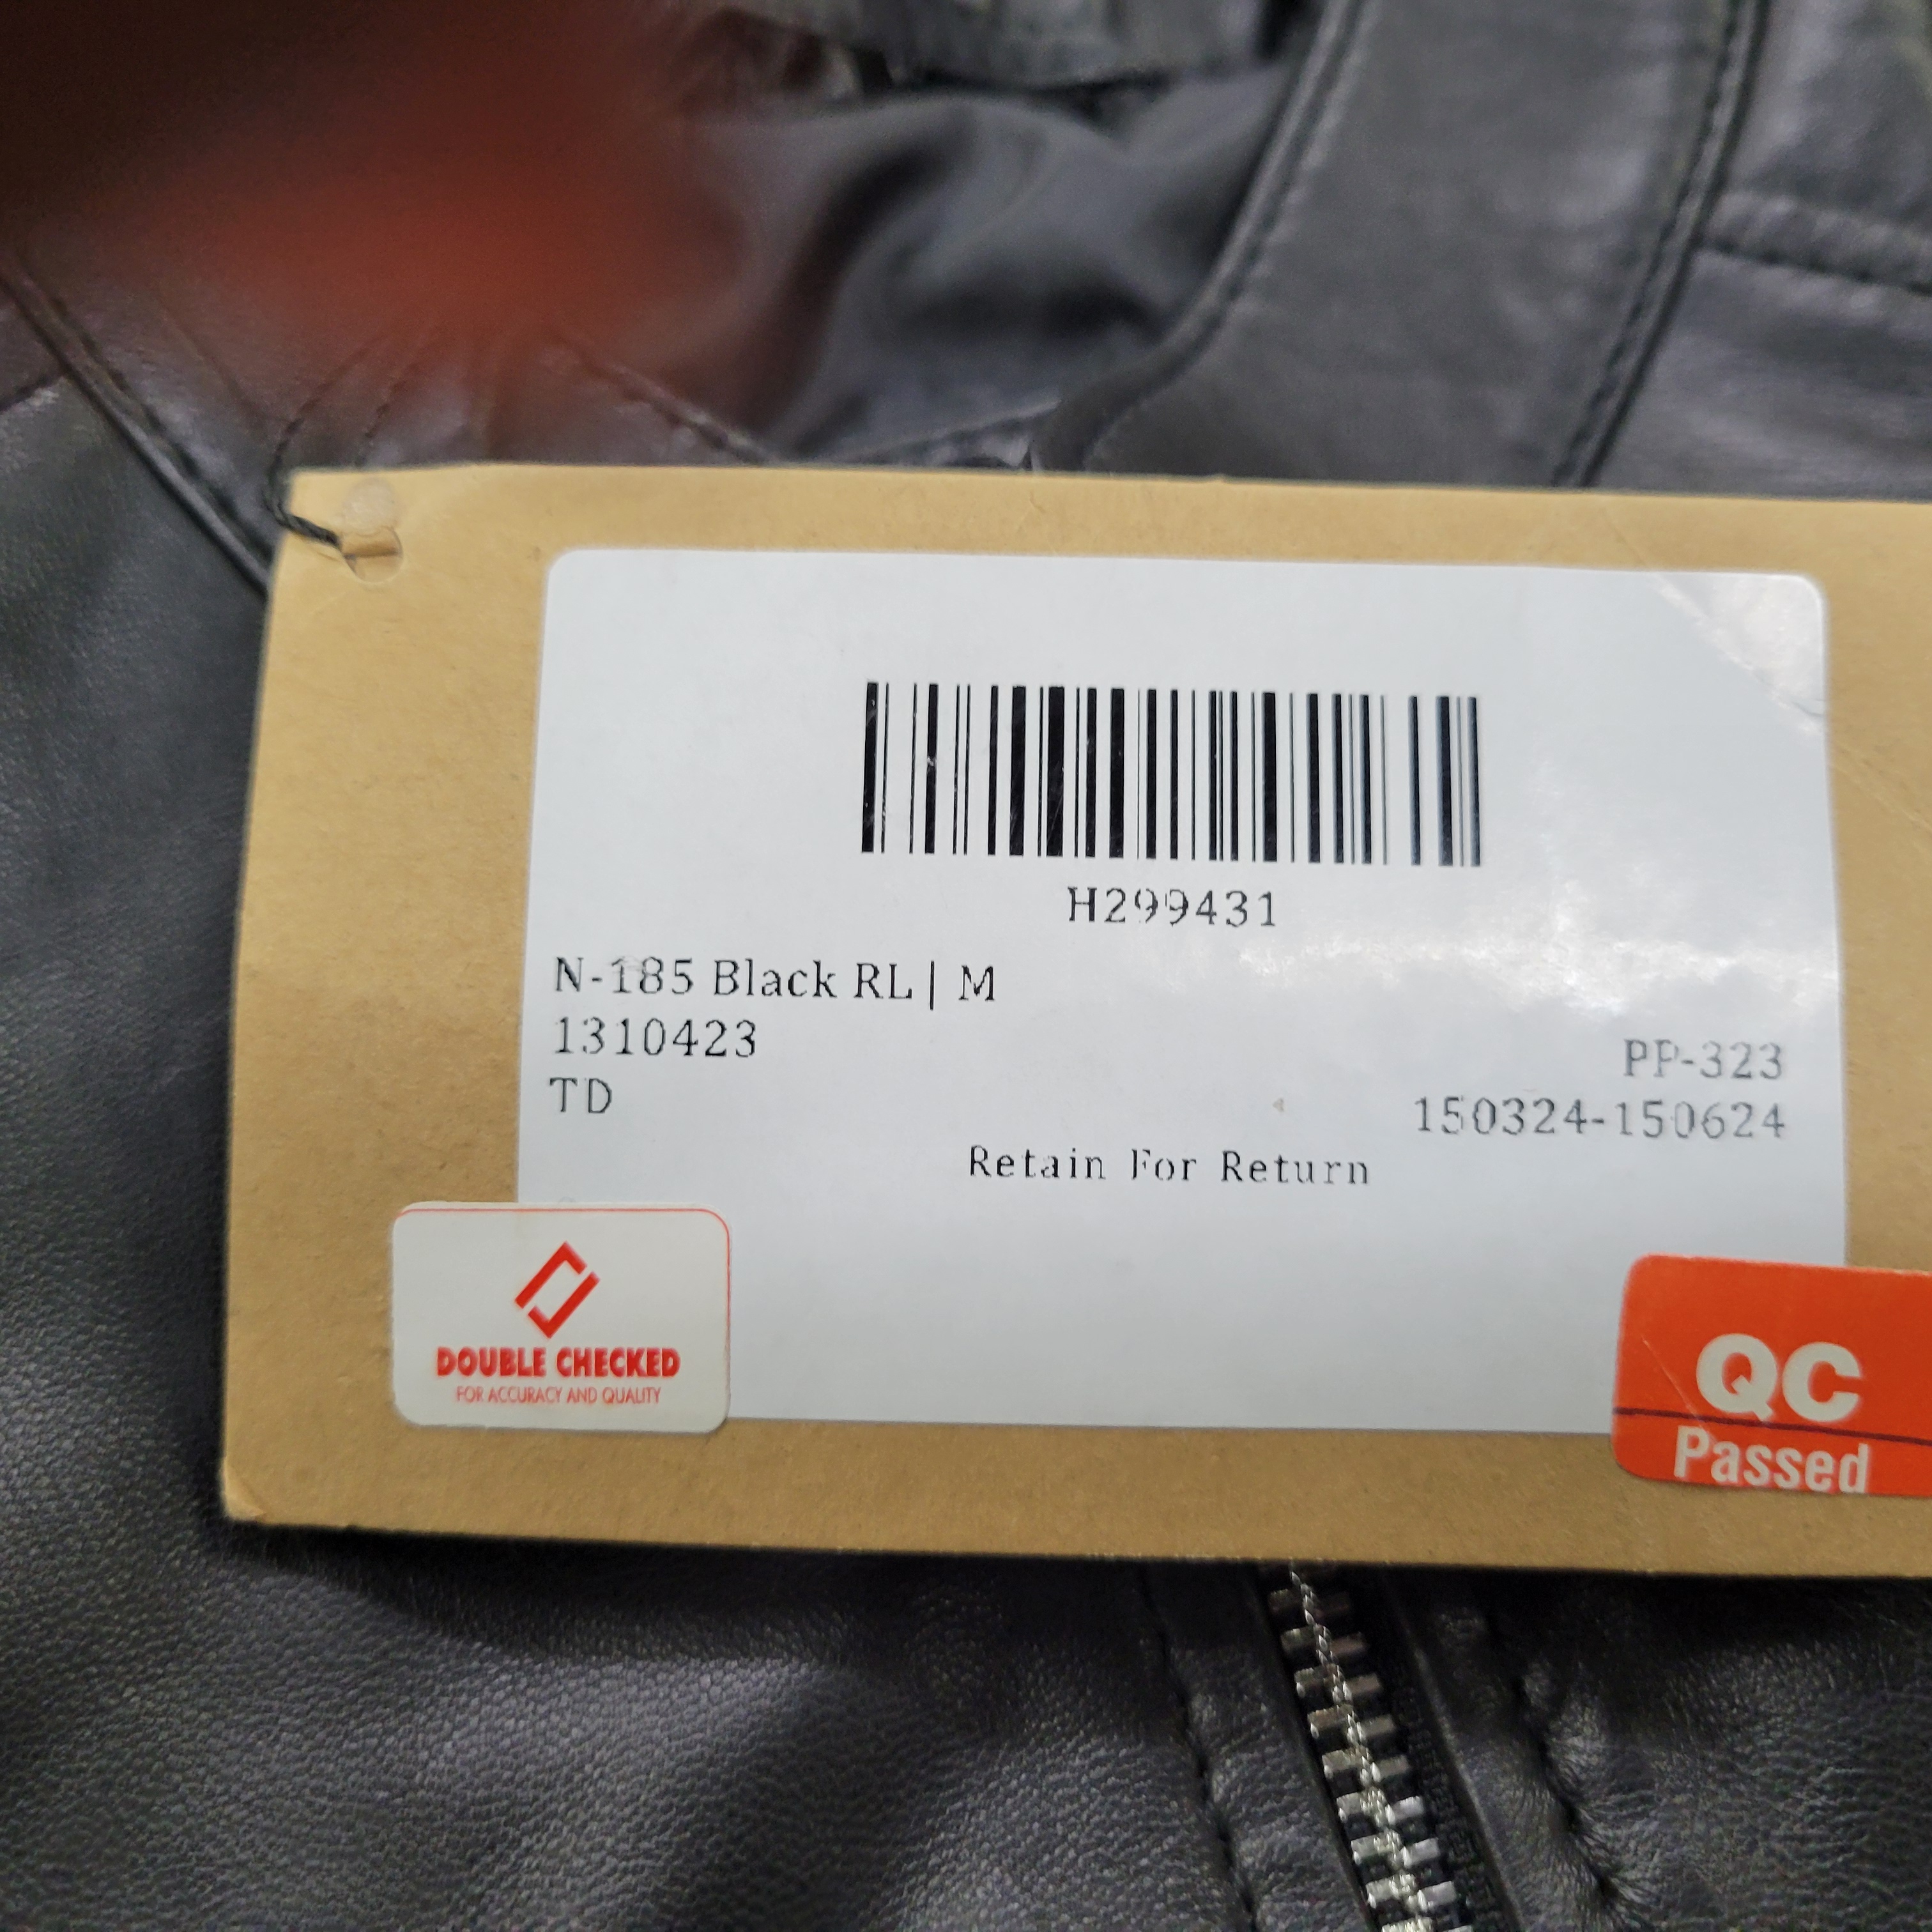 H299431
N-185 Black RL | M
1310423
PP-323
TD
150324-150624
Retain For Return
DOUBLE CHECKED
FOR ACCURACY AND QUALITY
QC
Passed